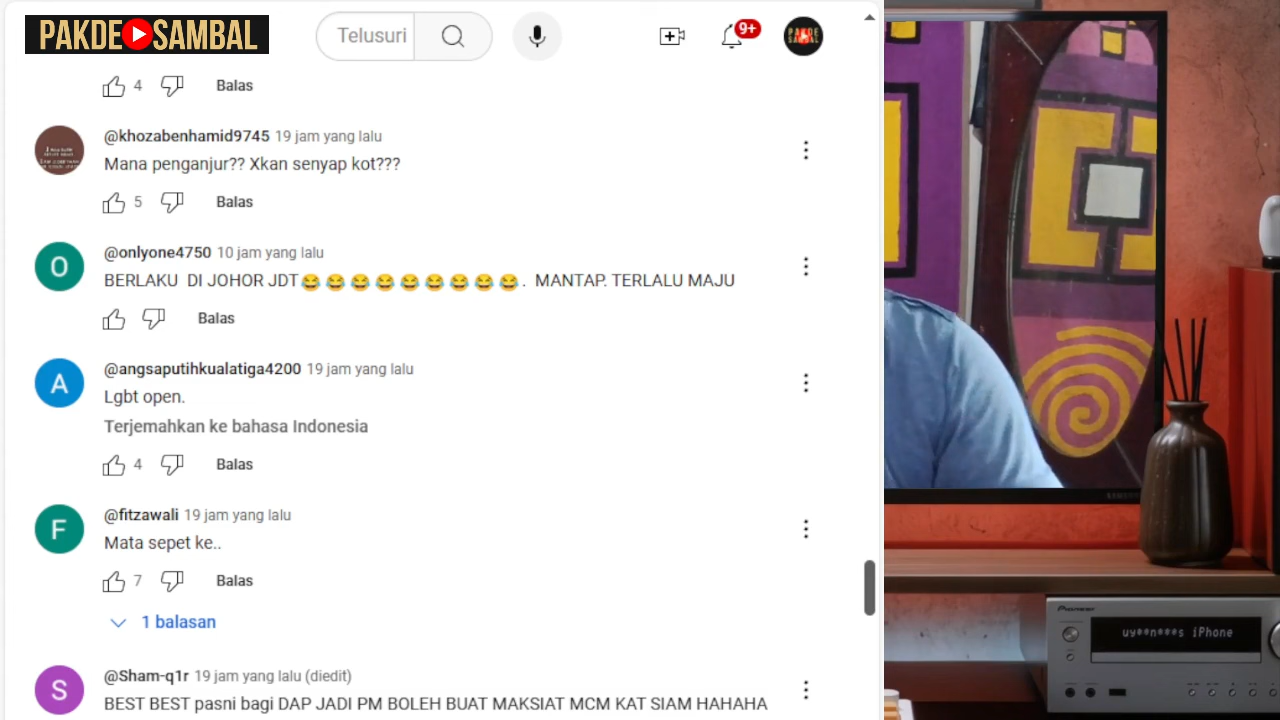 PAKDE SAMBAL
Telusuri
9+
4 Balas
@khozabenhamid9745 19 jam yang lalu
Mana penganjur?? Xkan senyap kot???
5 Balas
O
@onlyone4750 10 jam yang lalu
BERLAKU DI JOHOR JDT😂😂😂😂😂😂😂😂😂. MANTAP. TERLALU MAJU
Balas
A
@angsaputihkualatiga4200 19 jam yang lalu
Lgbt open.
Terjemahkan ke bahasa Indonesia
4 Balas
F
@fitzawali 19 jam yang lalu
Mata sepet ke..
7 Balas
1 balasan
S
@Sham-q1r 19 jam yang lalu (diedit)
BEST BEST pasni bagi DAP JADI PM BOLEH BUAT MAKSIAT MCM KAT SIAM HAHAHA
SAMSUNG
Pioneer
uy**n***s iPhone